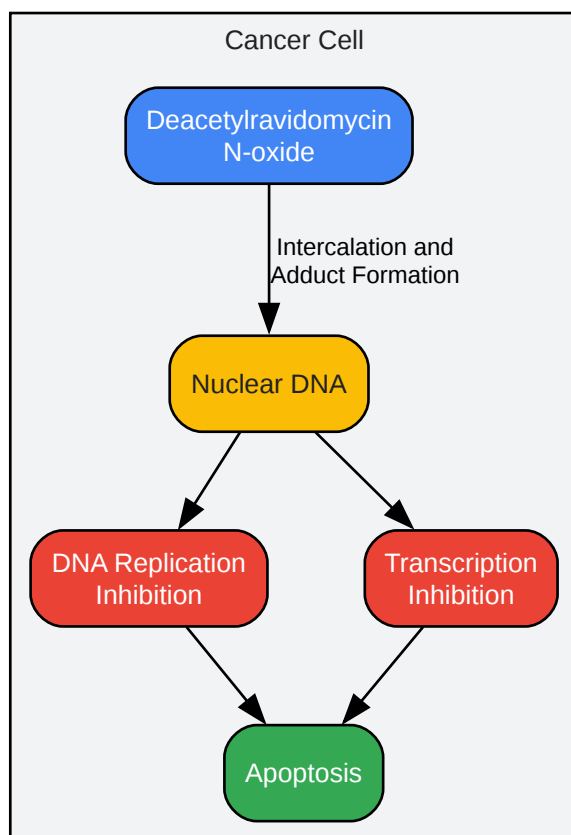 Cancer Cell
Deacetylravidomycin
N-oxide
Intercalation and
Adduct Formation
Nuclear DNA
DNA Replication
Inhibition
Transcription
Inhibition
Apoptosis